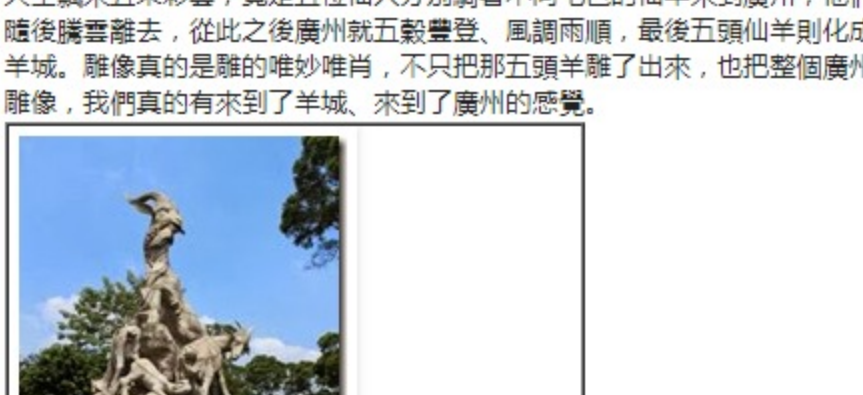 隨後騰雲離去，從此之後廣州就五穀豐登、風調雨順，最後五頭仙羊則化成
羊城。雕像真的是雕的唯妙唯肖，不只把那五頭羊雕了出來，也把整個廣州
雕像，我們真的有來到了羊城、來到了廣州的感覺。